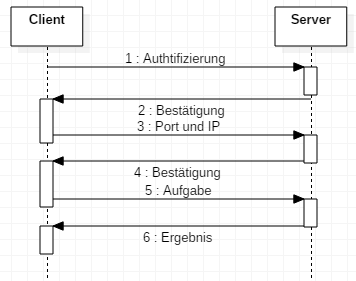 Client
Server
1 : Authtifizierung
2 : Bestätigung
3 : Port und IP
4 : Bestätigung
5 : Aufgabe
6 : Ergebnis